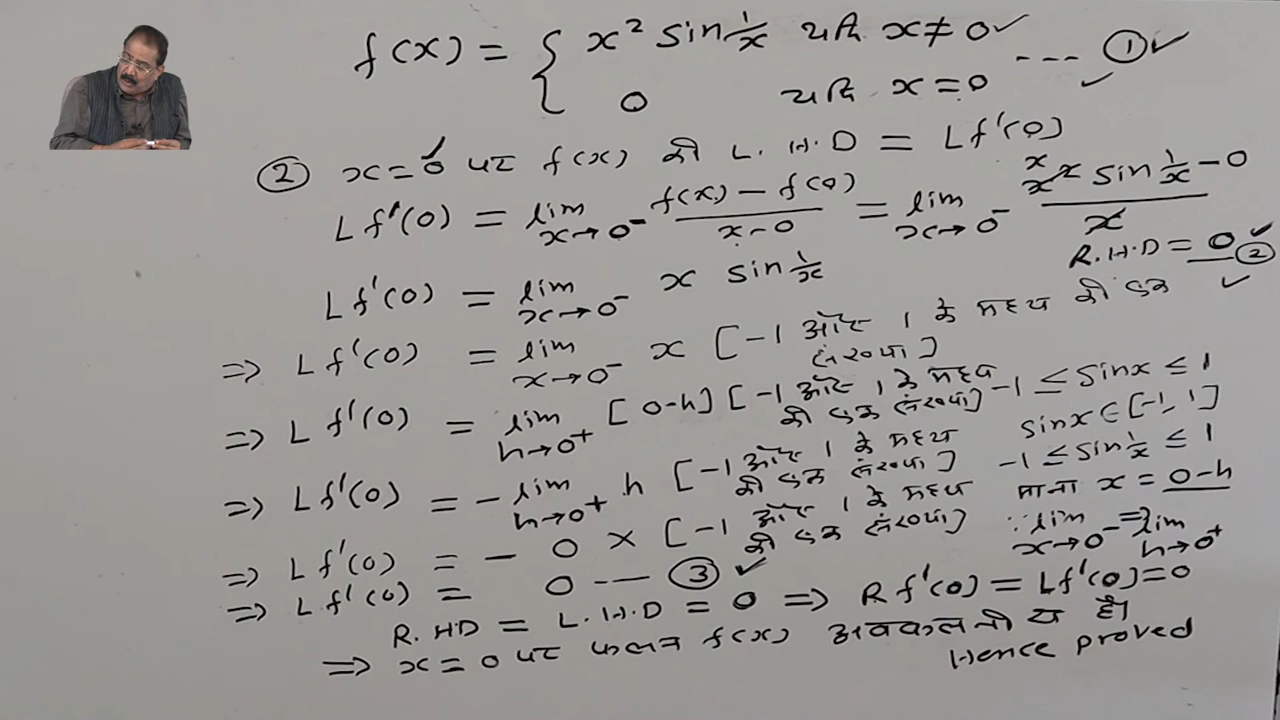 f(x) = { x² sin 1/x यदि x ≠ 0 ✓
0 यदि x = 0 --- ① ✓
② x = 0 पर f(x) की L.H.D = Lf'(0)
Lf'(0) = lim x→0⁻ f(x) - f(0) / x - 0 = lim x→0⁻ x² sin 1/x - 0 / x
R.H.D = 0 ②
Lf'(0) = lim x→0⁻ x sin 1/x
⇒ Lf'(0) = lim x→0⁻ x [-1 और 1 के मध्य की एक संख्या]
⇒ Lf'(0) = lim h→0⁺ [0-h] [-1 और 1 के मध्य की एक संख्या]
-1 ≤ sin x ≤ 1
sin x ∈ [-1, 1]
⇒ Lf'(0) = - lim h→0⁺ h [-1 और 1 के मध्य की एक संख्या]
-1 ≤ sin 1/x ≤ 1
माना x = 0-h
⇒ Lf'(0) = - 0 × [-1 और 1 के मध्य की एक संख्या]
∵ lim x→0⁻ ⇒ lim h→0⁺
⇒ Lf'(0) = 0 --- ③ ✓
R.H.D = L.H.D = 0 ⇒ Rf'(0) = Lf'(0) = 0
⇒ x = 0 पर फलन f(x) अवकलनीय है।
Hence proved